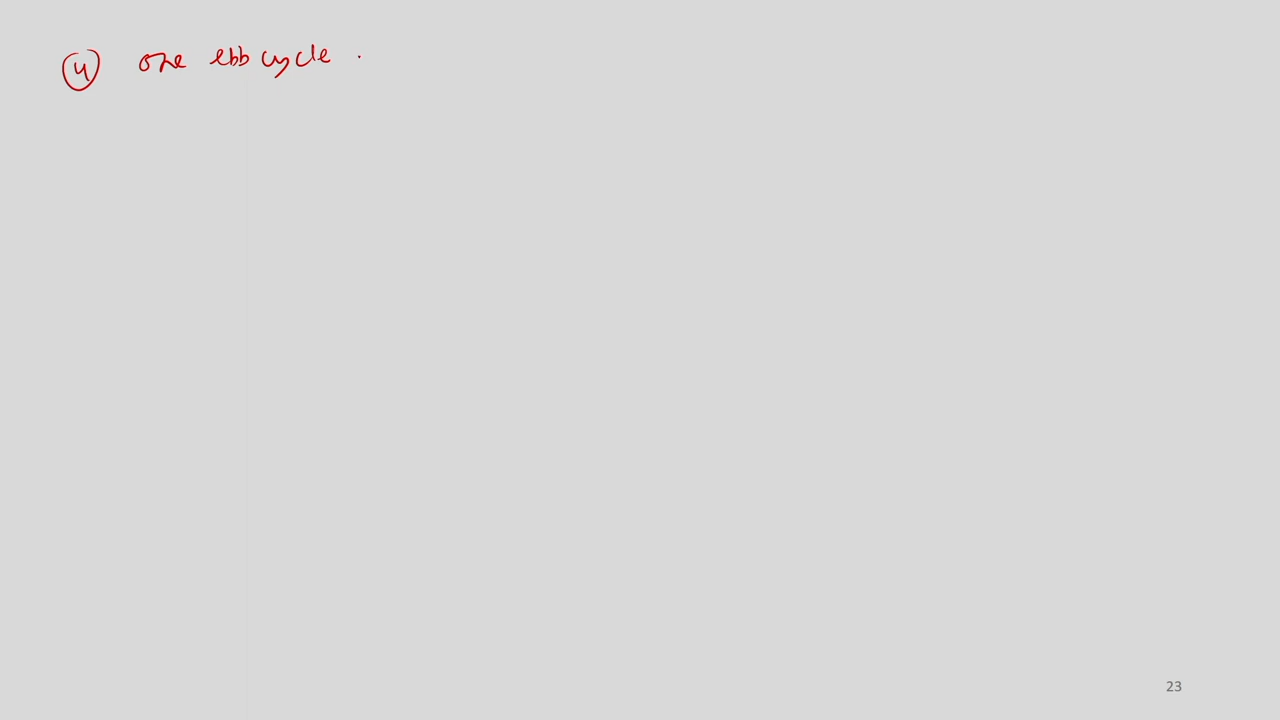 ④ one ebb cycle .
23